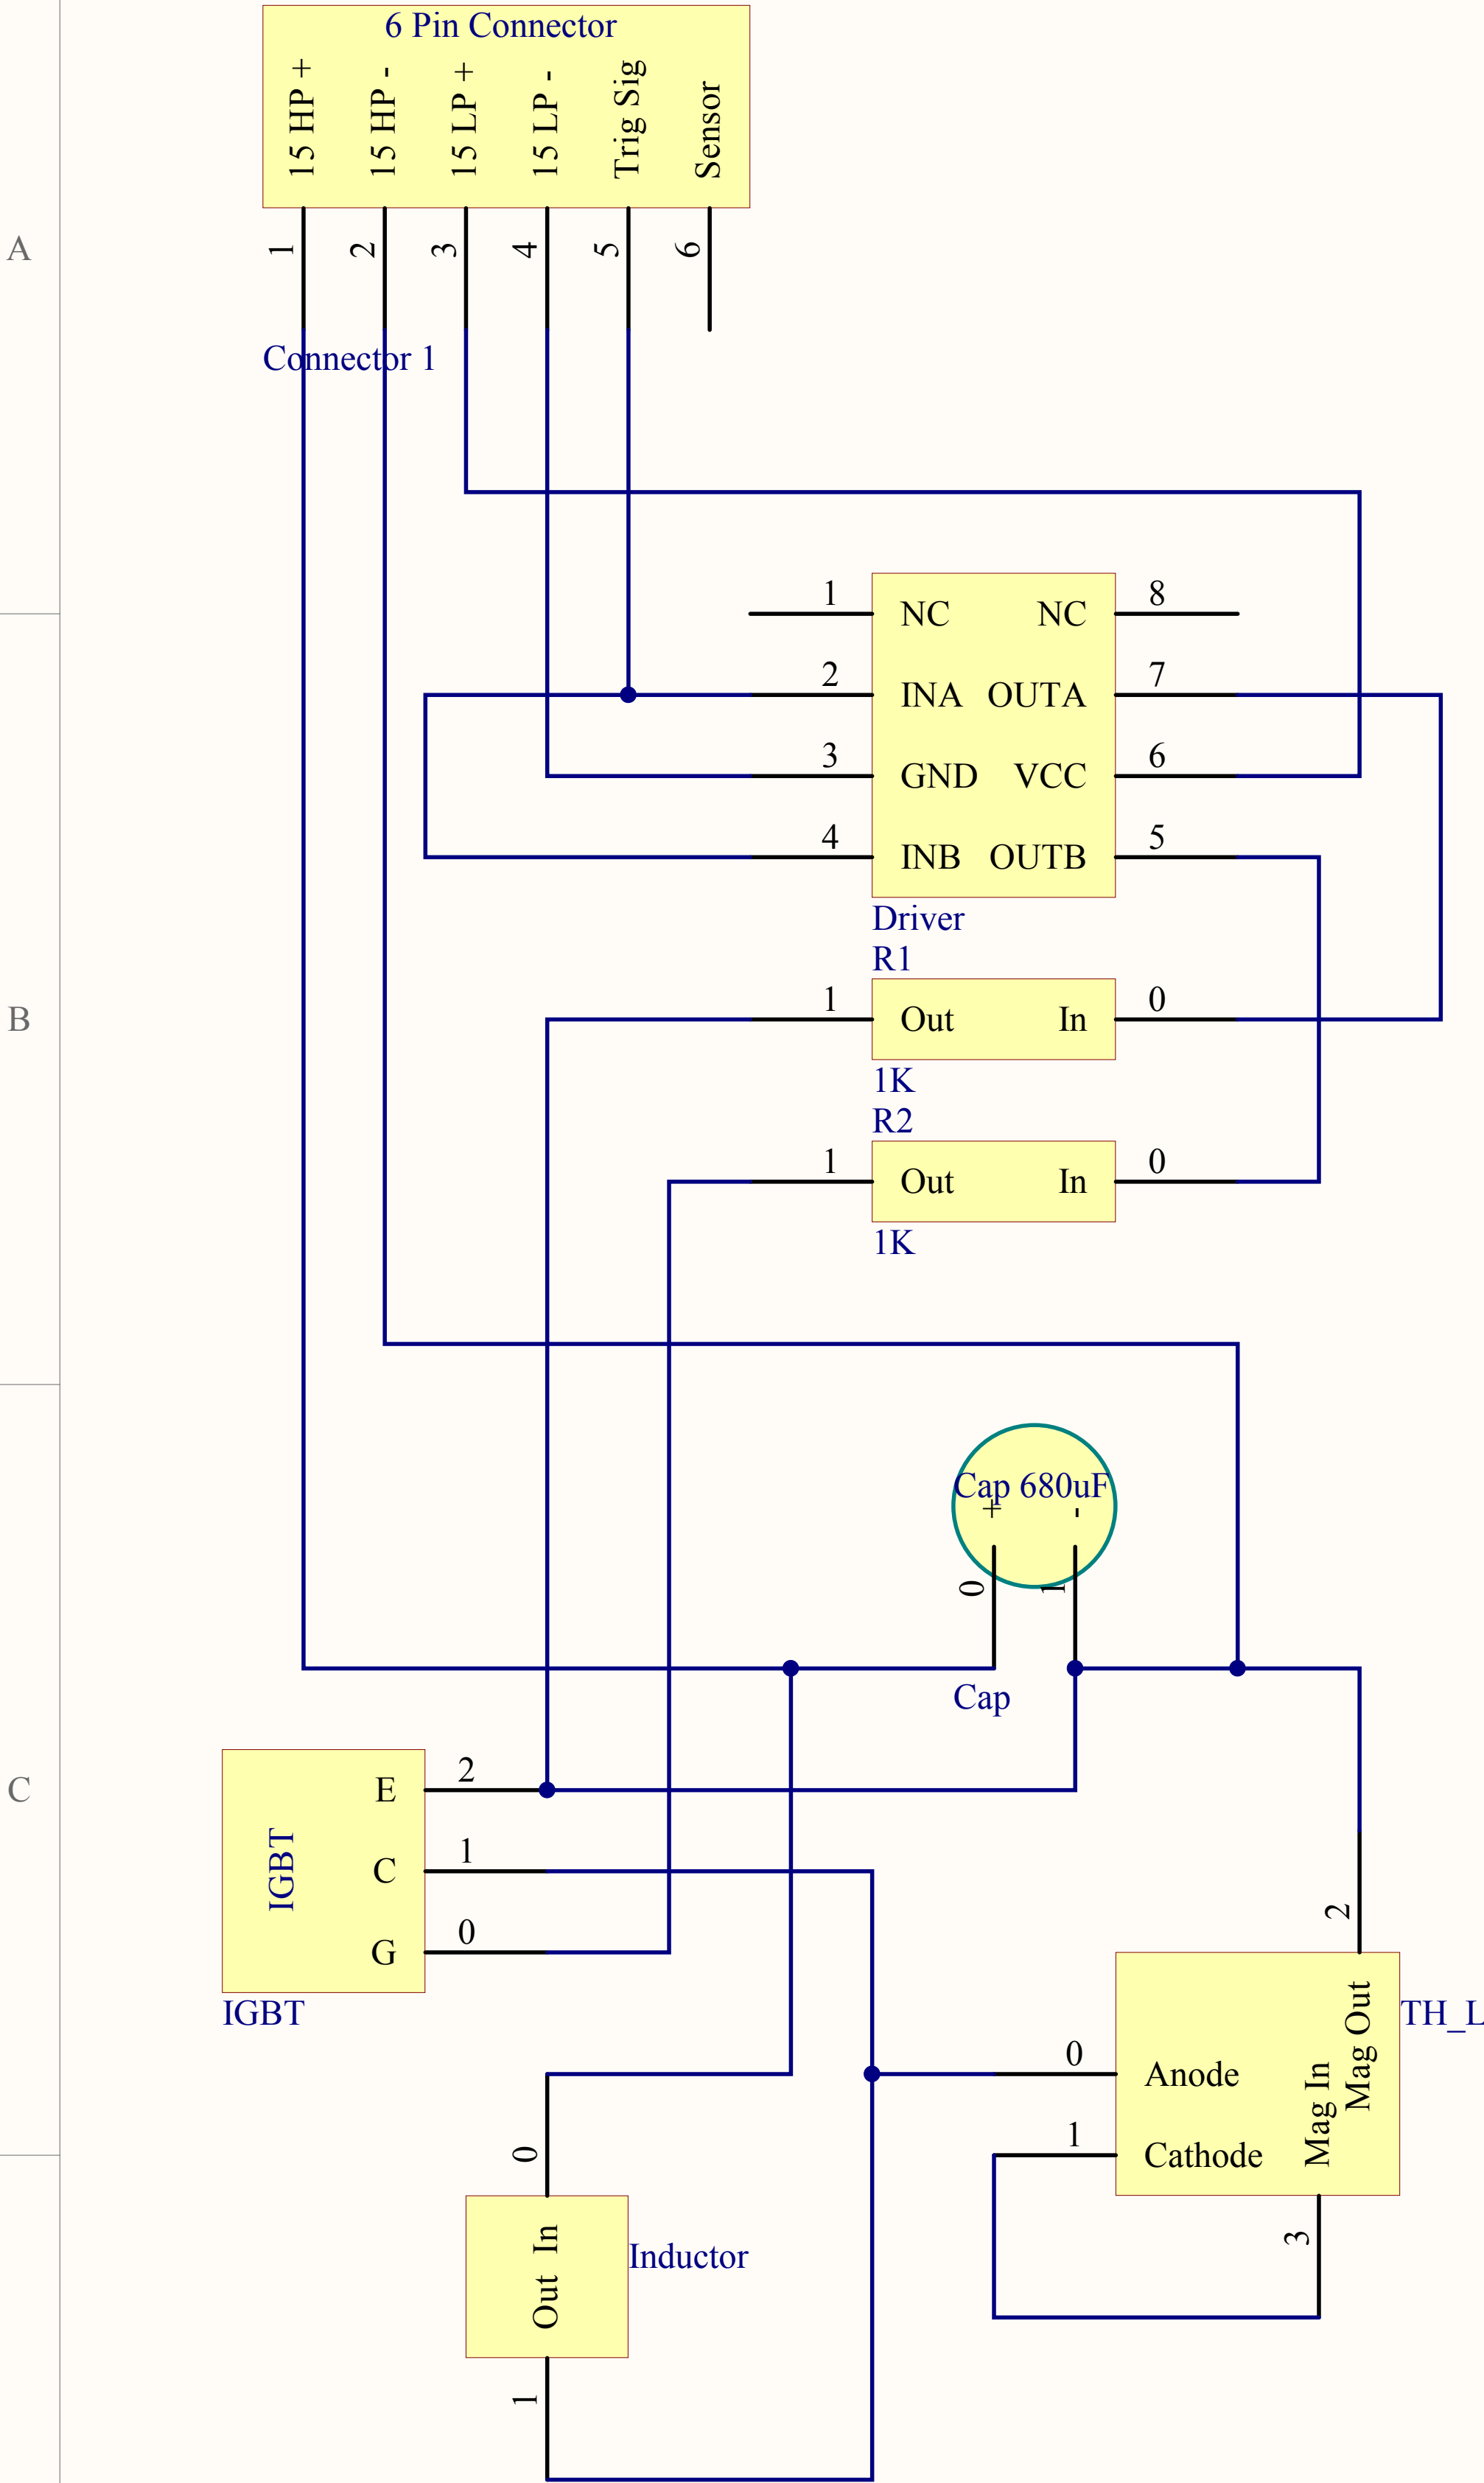 6 Pin Connector
15 HP +
15 HP -
15 LP +
15 LP -
Trig Sig
Sensor
1
2
3
4
5
6
A
Connector 1
1 NC NC 8
2 INA OUTA 7
3 GND VCC 6
4 INB OUTB 5
Driver
R1
B
1 Out In 0
1K
R2
1 Out In 0
1K
Cap 680uF
+ -
0 1
Cap
C
IGBT
E 2
C 1
G 0
IGBT
2
Mag Out
Mag In
TH_L
0 Anode
1 Cathode
3
0
In
Out
Inductor
1